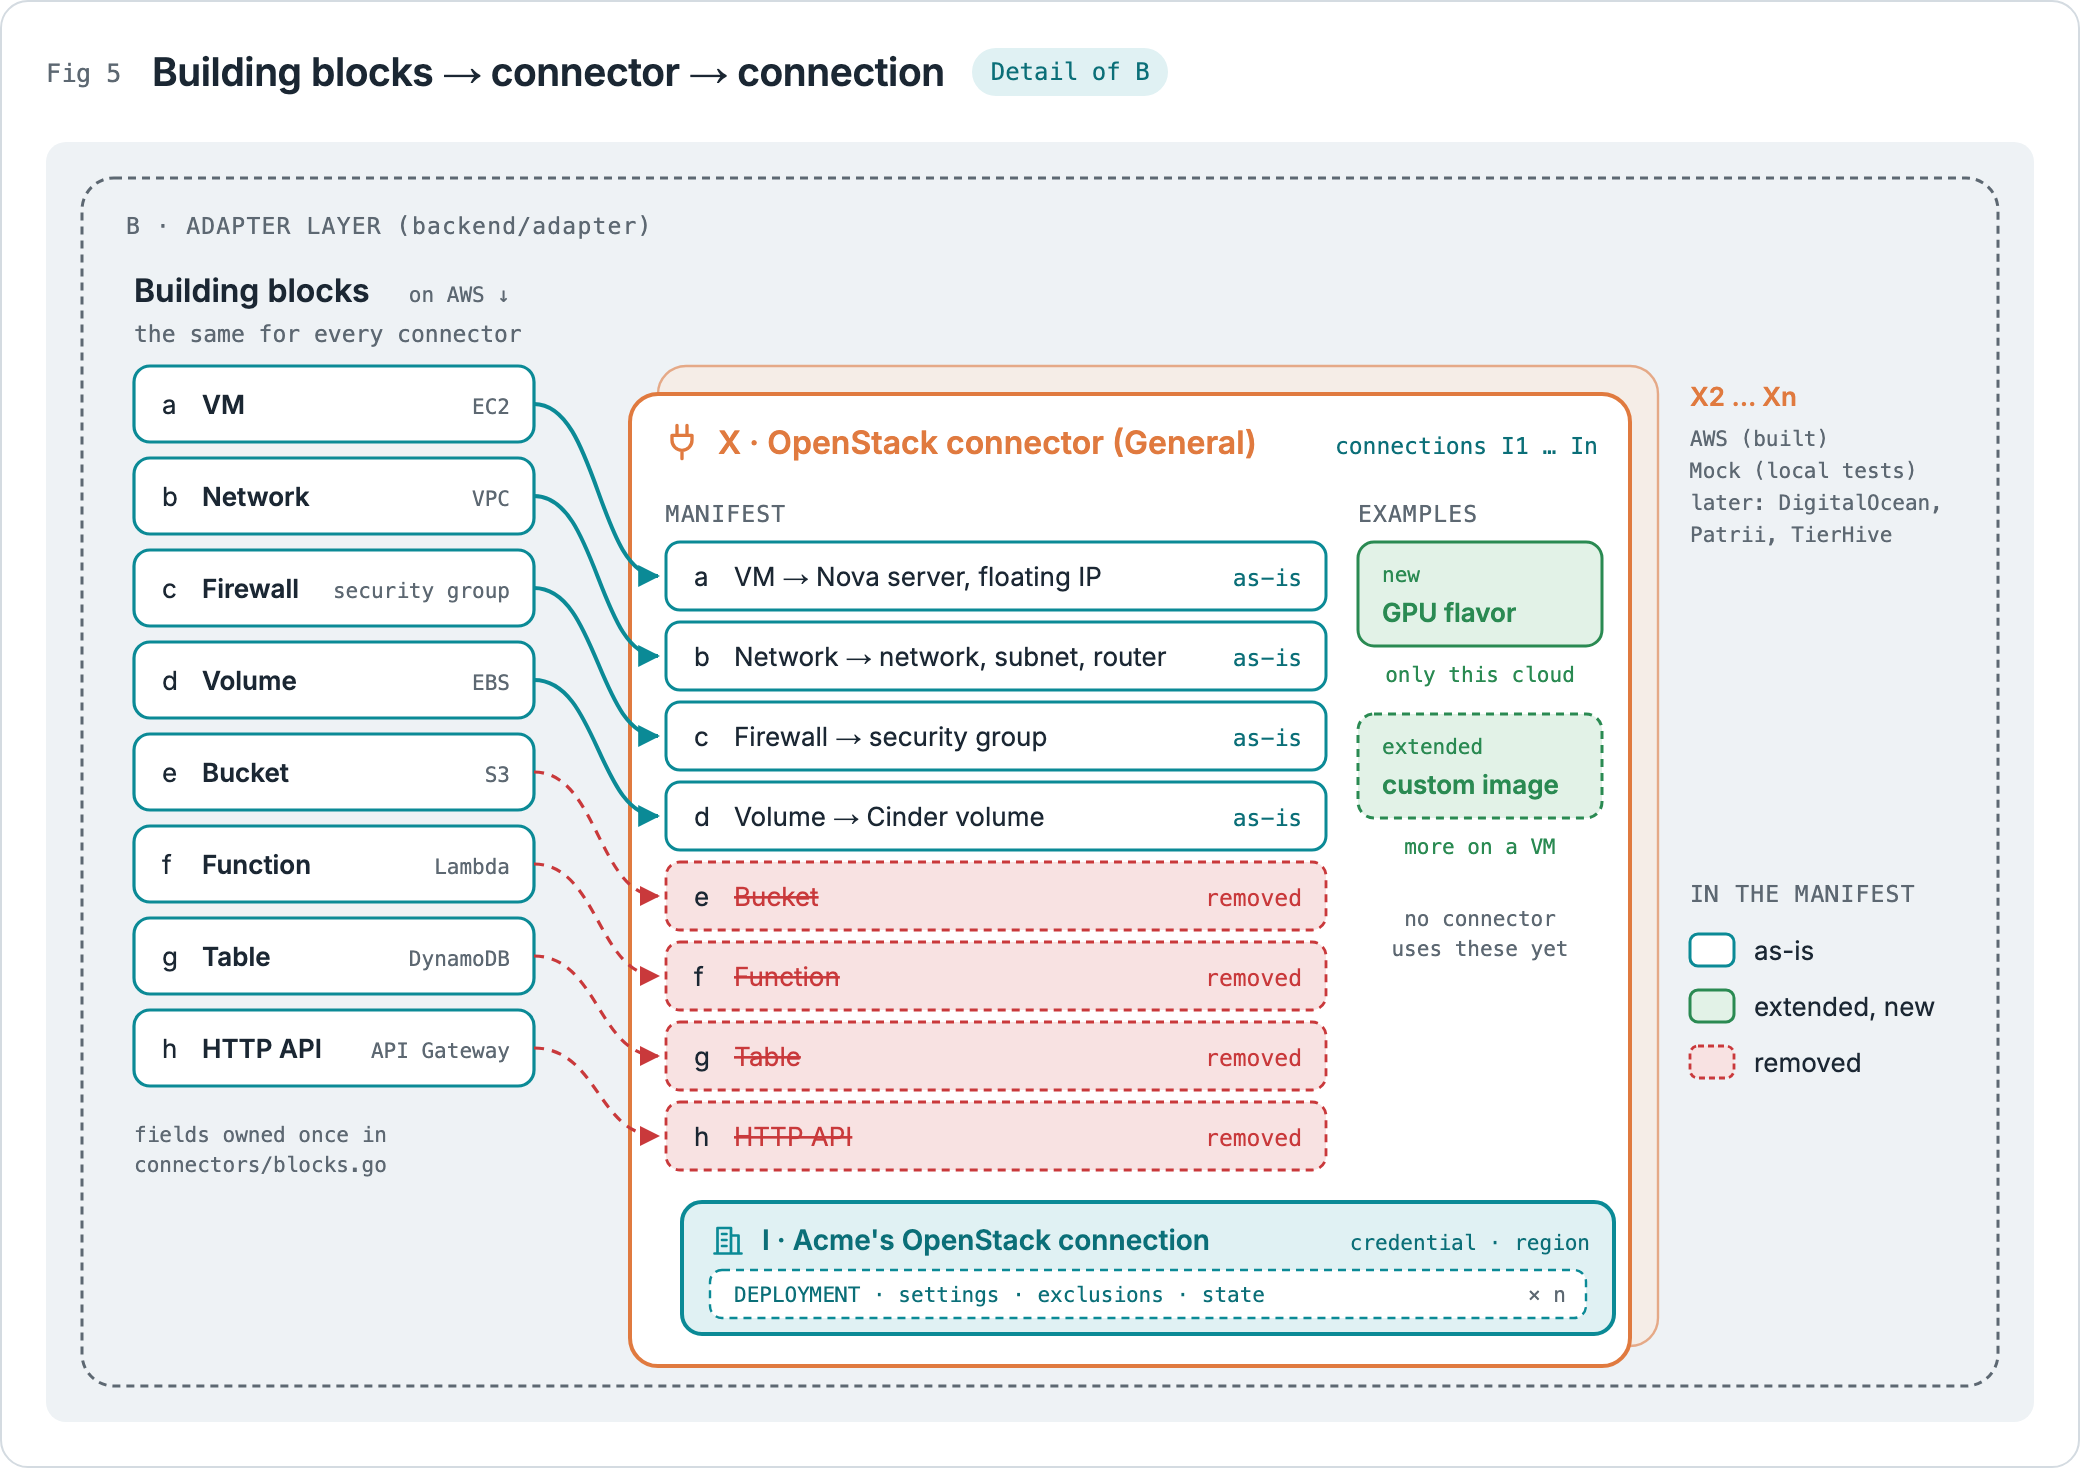 Fig 5 Building blocks → connector → connection Detail of B
B · ADAPTER LAYER (backend/adapter)
Building blocks on AWS ↓
the same for every connector
a VM EC2
b Network VPC
c Firewall security group
d Volume EBS
e Bucket S3
f Function Lambda
g Table DynamoDB
h HTTP API API Gateway
fields owned once in
connectors/blocks.go
X · OpenStack connector (General) connections I1 … In
MANIFEST
a VM → Nova server, floating IP as-is
b Network → network, subnet, router as-is
c Firewall → security group as-is
d Volume → Cinder volume as-is
e Bucket removed
f Function removed
g Table removed
h HTTP API removed
EXAMPLES
new
GPU flavor
only this cloud
extended
custom image
more on a VM
no connector
uses these yet
I · Acme's OpenStack connection credential · region
DEPLOYMENT · settings · exclusions · state × n
X2 … Xn
AWS (built)
Mock (local tests)
later: DigitalOcean,
Patrii, TierHive
IN THE MANIFEST
as-is
extended, new
removed